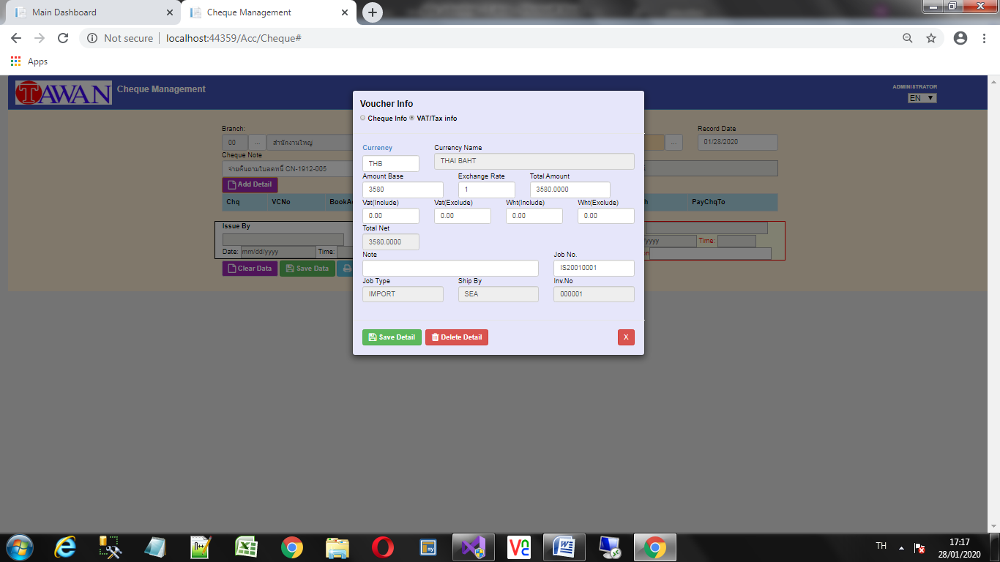 Main Dashboard
Cheque Management
Not secure
localhost:44359/Acc/Cheque#
Apps
TAWAN
Cheque Management
ADMINISTRATOR
EN
Voucher Info
Cheque Info VAT/Tax info
Branch:
Record Date
00 ... สำนักงานใหญ่
...
01/28/2020
Cheque Note
จ่ายคืนตามใบลดหนี้ CN-1912-005
Add Detail
Chq VCNo
PayChqTo
Currency Currency Name
THB THAI BAHT
Amount Base Exchange Rate Total Amount
3580 1 3580.0000
Vat(Include) Vat(Exclude) Wht(Include) Wht(Exclude)
0.00 0.00 0.00 0.00
Total Net
3580.0000
Note Job No.
IS20010001
Job Type Ship By Inv.No
IMPORT SEA 000001
Save Detail Delete Detail X
Issue By
Date: mm/dd/yyyy Time:
Time:
Clear Data Save Data
TH
17:17
28/01/2020